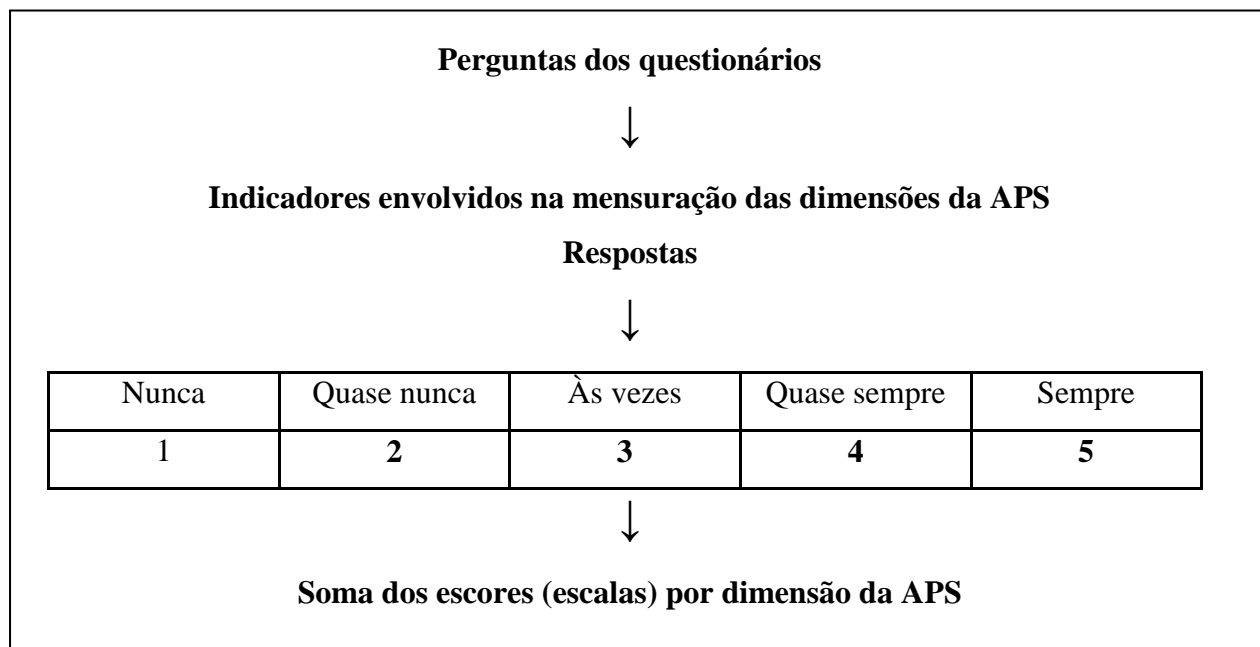 Perguntas dos questionários
↓
Indicadores envolvidos na mensuração das dimensões da APS
Respostas
↓
Nunca Quase nunca Às vezes Quase sempre Sempre
1 2 3 4 5
↓
Soma dos escores (escalas) por dimensão da APS